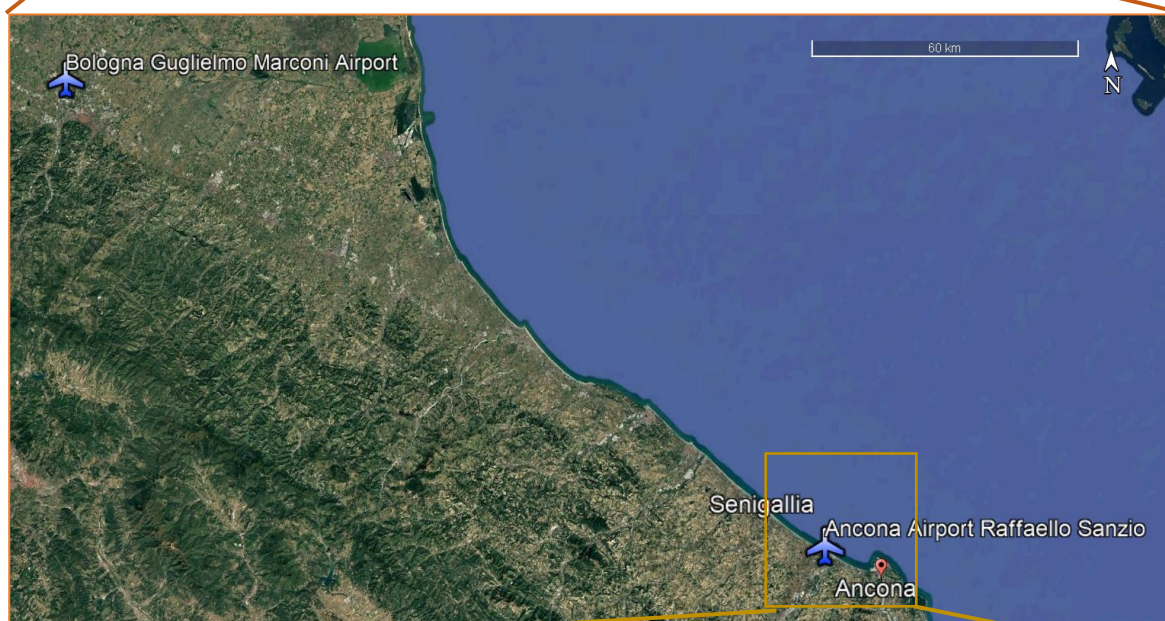 Bologna Guglielmo Marconi Airport
60 km
N
Senigallia
Ancona Airport Raffaello Sanzio
Ancona